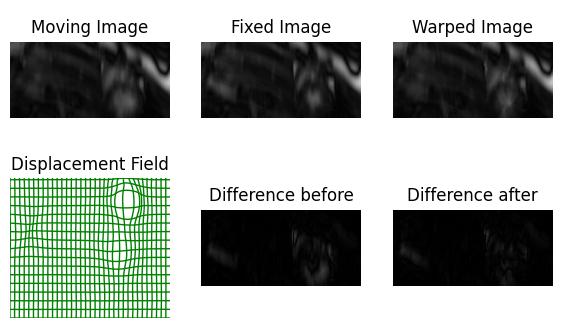 Moving Image
Fixed Image
Warped Image
Displacement Field
Difference before
Difference after